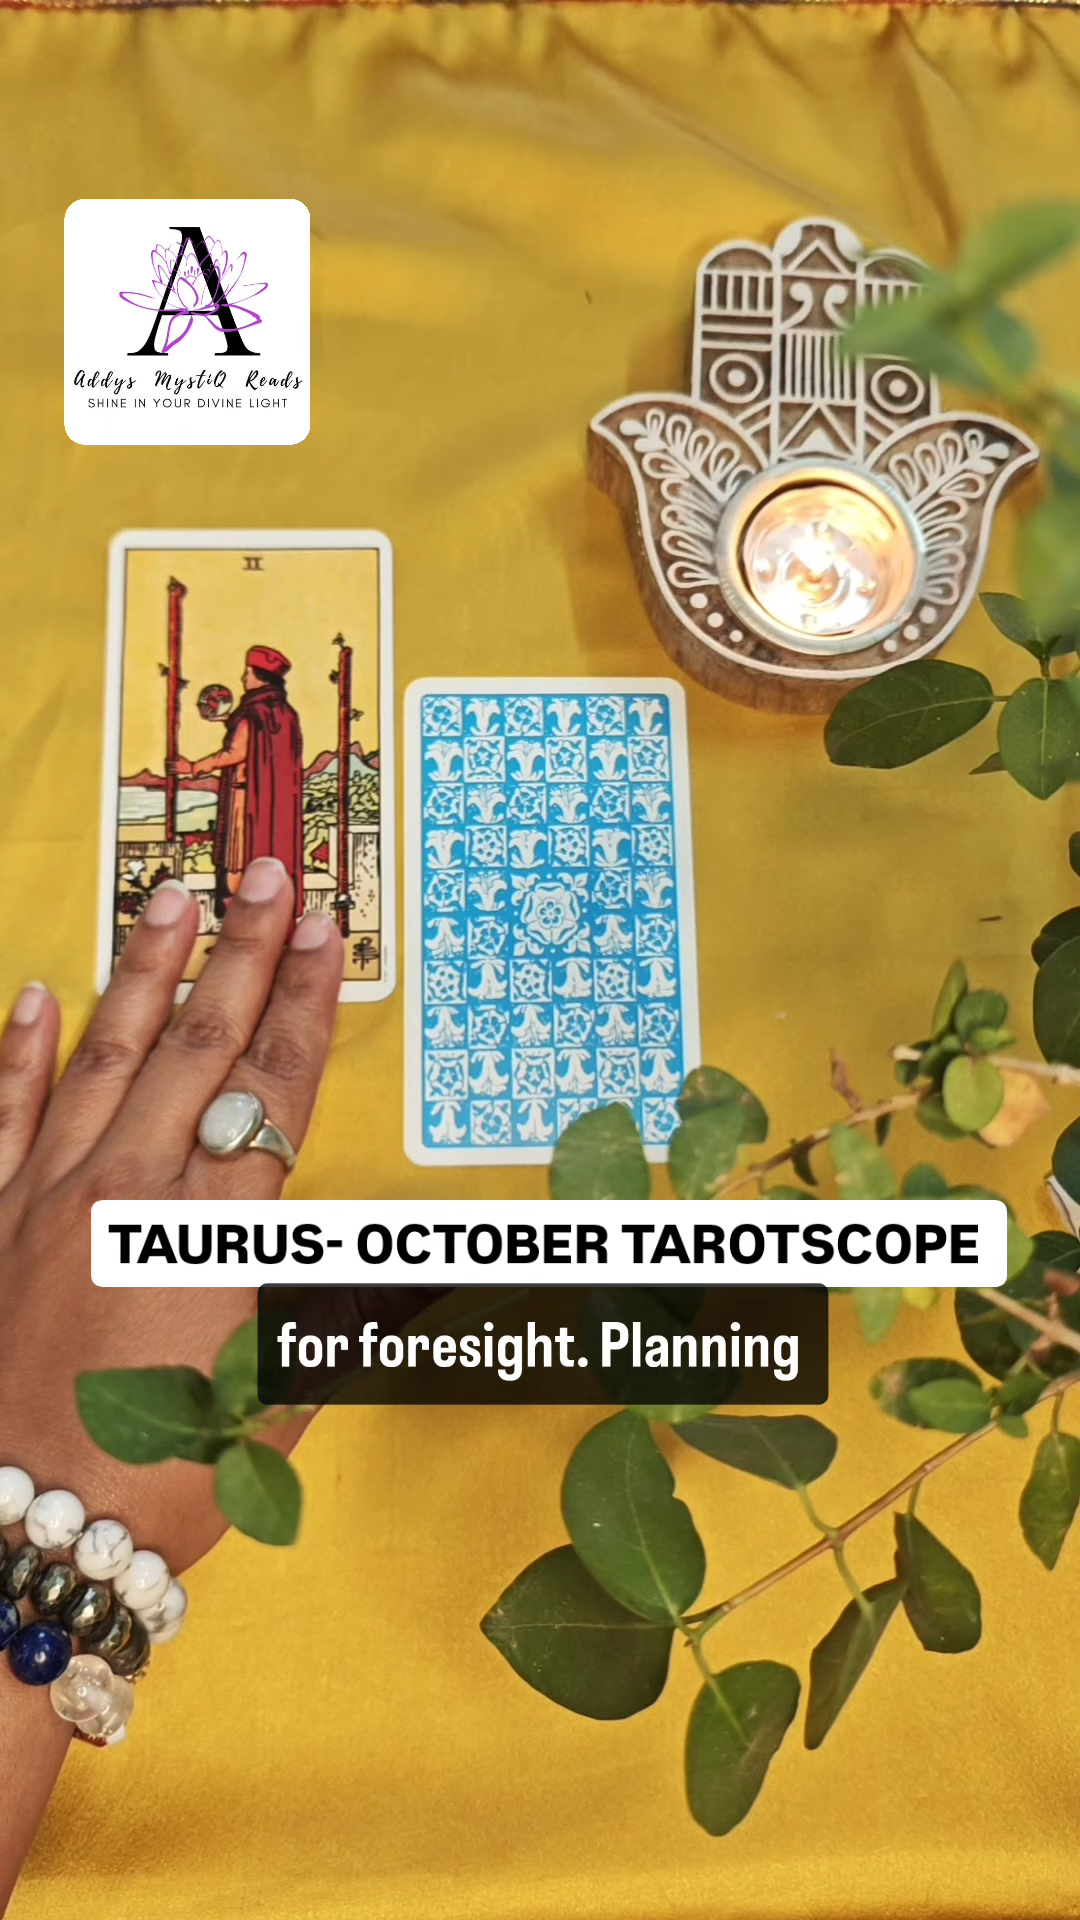 A
Addys MystiQ Reads
SHINE IN YOUR DIVINE LIGHT
II
TAURUS- OCTOBER TAROTSCOPE
for foresight. Planning